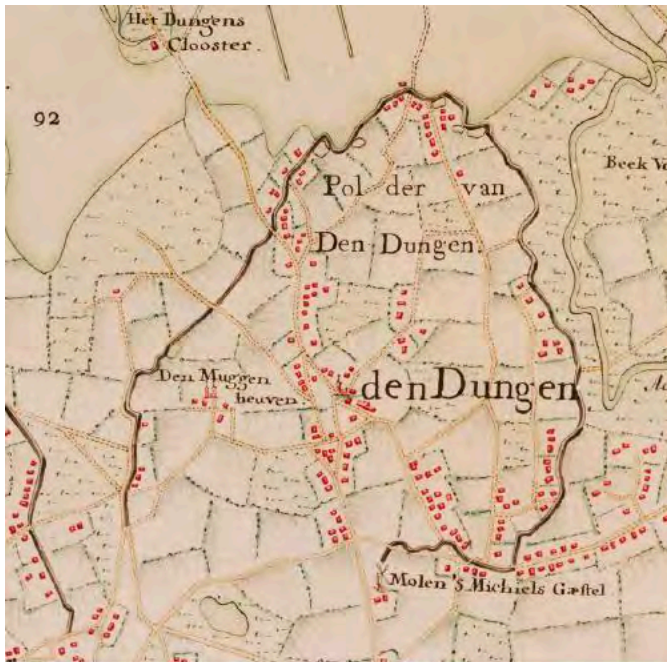 Het Dungens
Clooster.
92
Beek
Pol der van
Den Dungen.
Den Muggen
heuven
den Dungen
Molen 's Michiels Gæstel